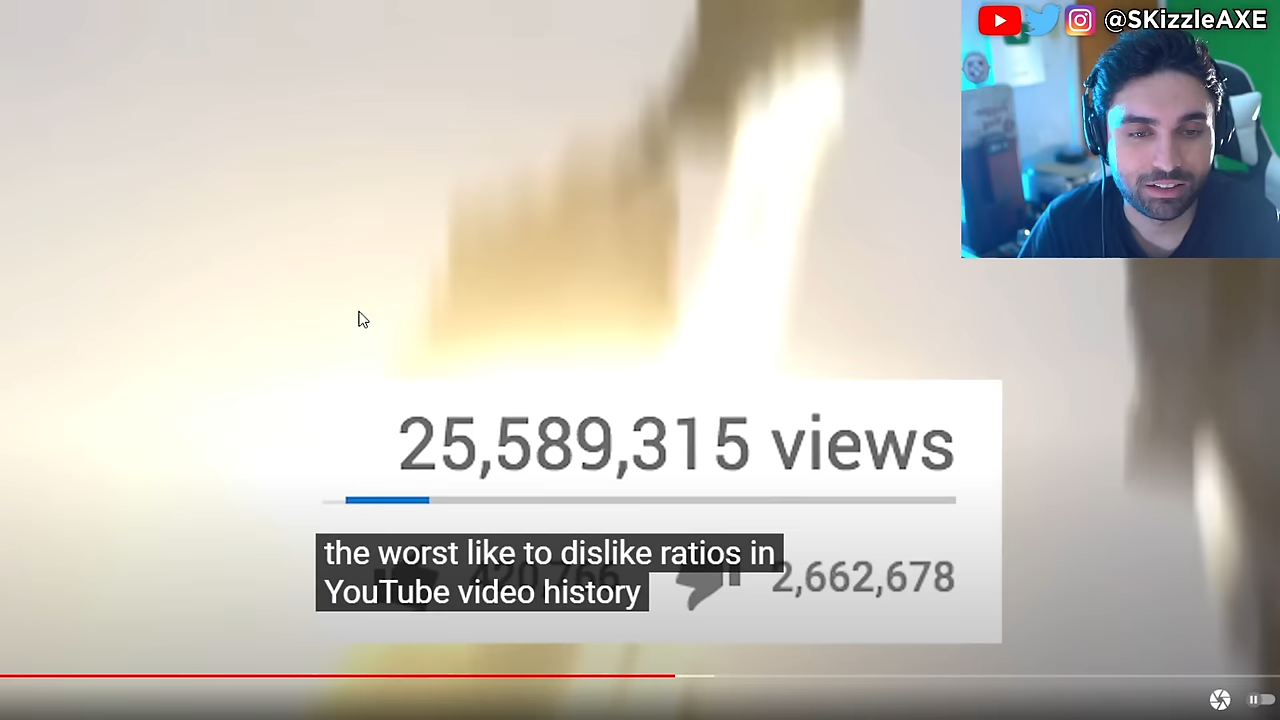 @SKizzleAXE
25,589,315 views
the worst like to dislike ratios in
YouTube video history
2,662,678